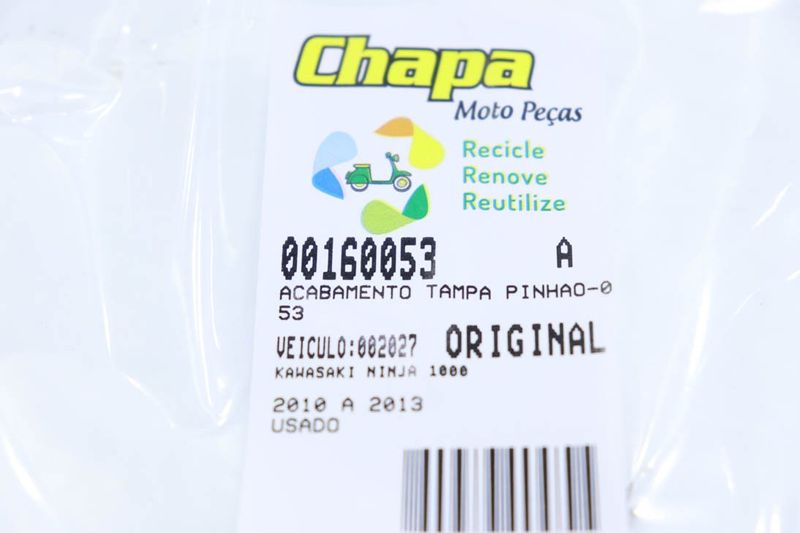 Chapa
Moto Peças
Recicle
Renove
Reutilize
00160053 A
ACABAMENTO TAMPA PINHAO-0
53
VEICULO:002027 ORIGINAL
KAWASAKI NINJA 1000
2010 A 2013
USADO